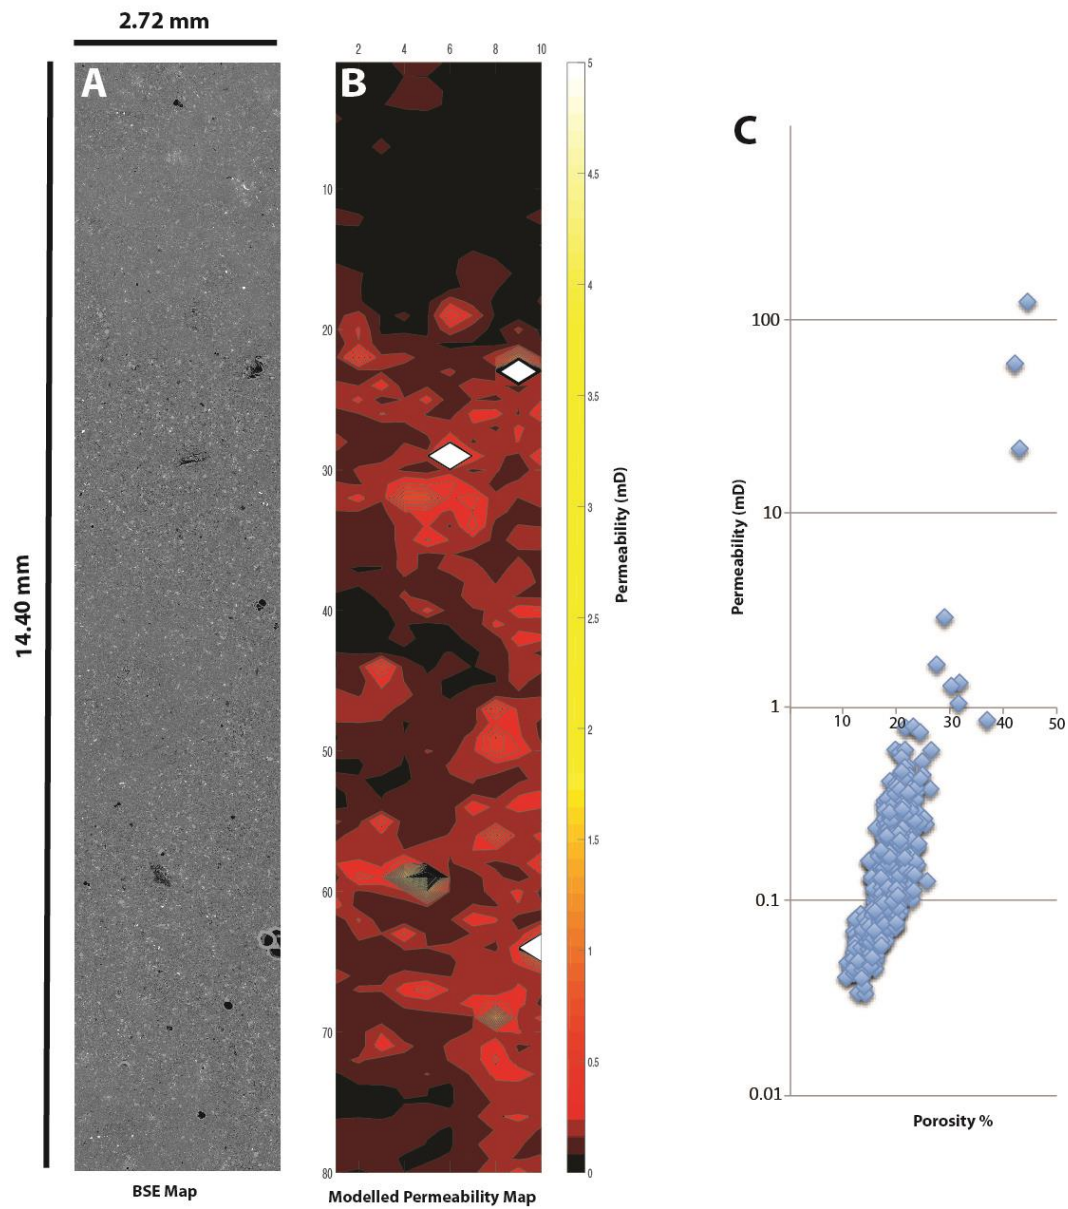 2.72 mm
14.40 mm
A
BSE Map
2 4 6 8 10
B
10
20
30
40
50
60
70
80
Modelled Permeability Map
5
4.5
4
3.5
3
2.5
2
1.5
1
0.5
0
Permeability (mD)
C
100
10
1
0.1
0.01
10 20 30 40 50
Permeability (mD)
Porosity %